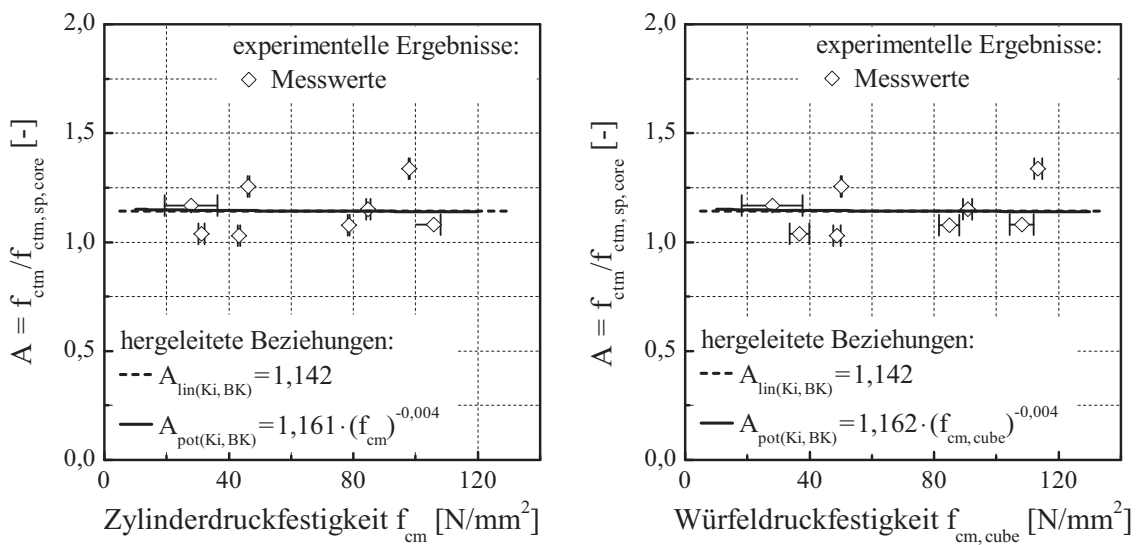 2,0
1,5
1,0
0,5
0,0
A = f_ctm/f_ctm,sp,core [-]
experimentelle Ergebnisse:
Messwerte
hergeleitete Beziehungen:
A_lin(Ki, BK) = 1,142
A_pot(Ki, BK) = 1,161 · (f_cm)^-0,004
0 40 80 120
Zylinderdruckfestigkeit f_cm [N/mm²]
2,0
1,5
1,0
0,5
0,0
A = f_ctm/f_ctm,sp,core [-]
experimentelle Ergebnisse:
Messwerte
hergeleitete Beziehungen:
A_lin(Ki, BK) = 1,142
A_pot(Ki, BK) = 1,162 · (f_cm,cube)^-0,004
0 40 80 120
Würfeldruckfestigkeit f_cm,cube [N/mm²]